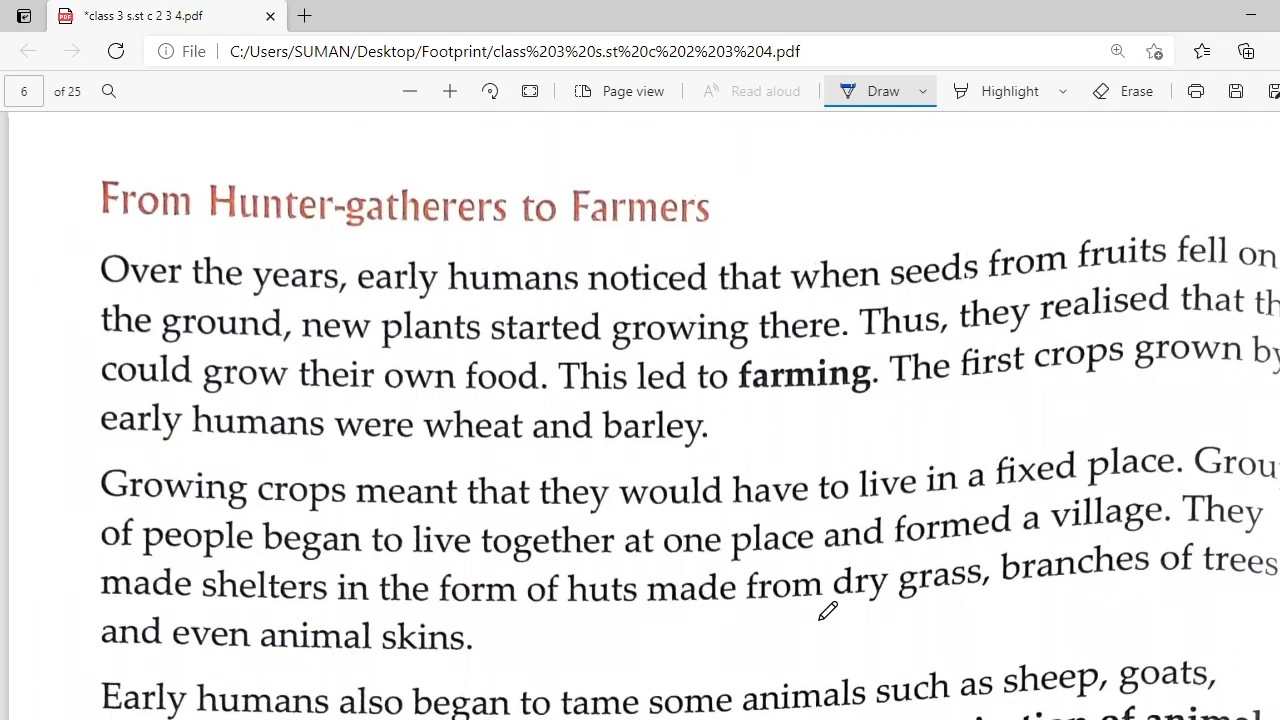 *class 3 s.st c 2 3 4.pdf
File C:/Users/SUMAN/Desktop/Footprint/class%203%20s.st%20c%202%203%204.pdf
6 of 25 Page view Read aloud Draw Highlight Erase
From Hunter-gatherers to Farmers
Over the years, early humans noticed that when seeds from fruits fell on
the ground, new plants started growing there. Thus, they realised that
could grow their own food. This led to farming. The first crops grown by
early humans were wheat and barley.
Growing crops meant that they would have to live in a fixed place.
of people began to live together at one place and formed a village. They
made shelters in the form of huts made from dry grass, branches of trees
and even animal skins.
Early humans also began to tame some animals such as sheep, goats,
of animal